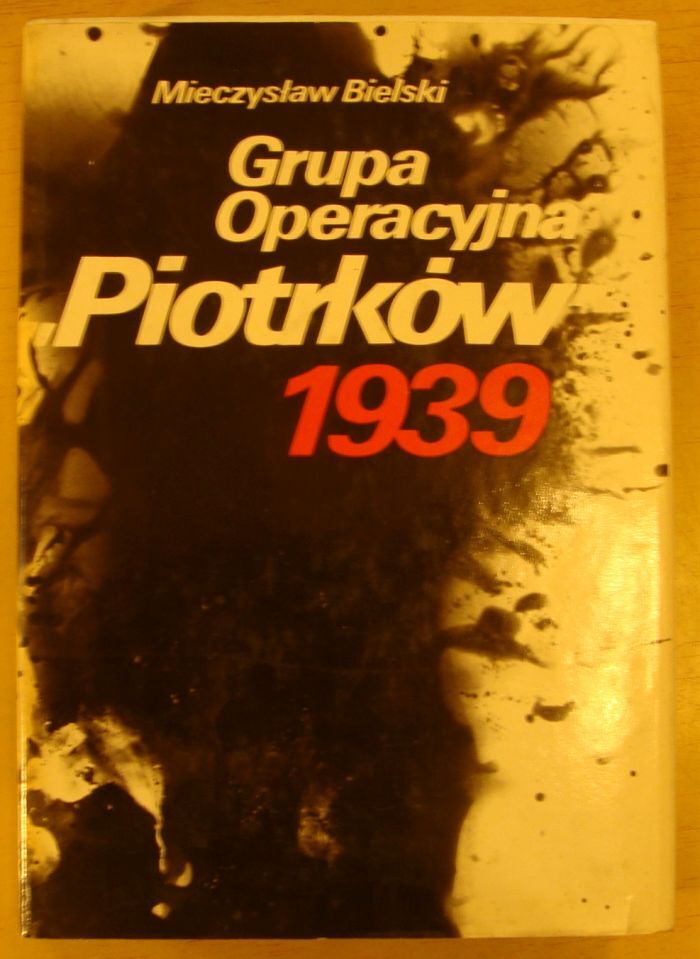 Mieczysław Bielski
Grupa
Operacyjna
„Piotrków”
1939